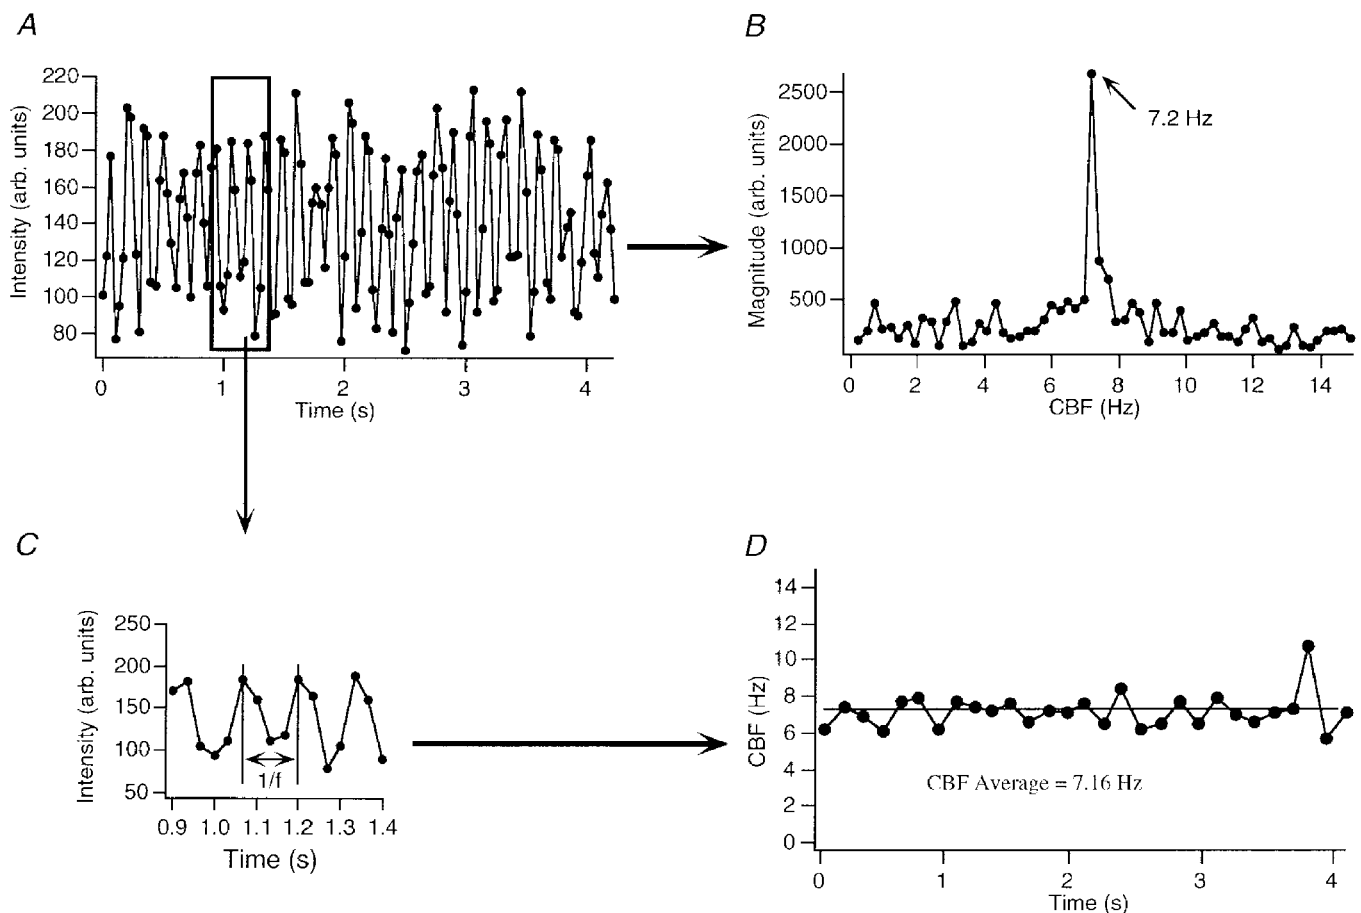 A
Intensity (arb. units)
220
200
180
160
140
120
100
80
0 1 2 3 4
Time (s)
B
Magnitude (arb. units)
2500
2000
1500
1000
500
7.2 Hz
0 2 4 6 8 10 12 14
CBF (Hz)
C
Intensity (arb. units)
250
200
150
100
50
1/f
0.9 1.0 1.1 1.2 1.3 1.4
Time (s)
D
CBF (Hz)
14
12
10
8
6
4
2
0
CBF Average = 7.16 Hz
0 1 2 3 4
Time (s)